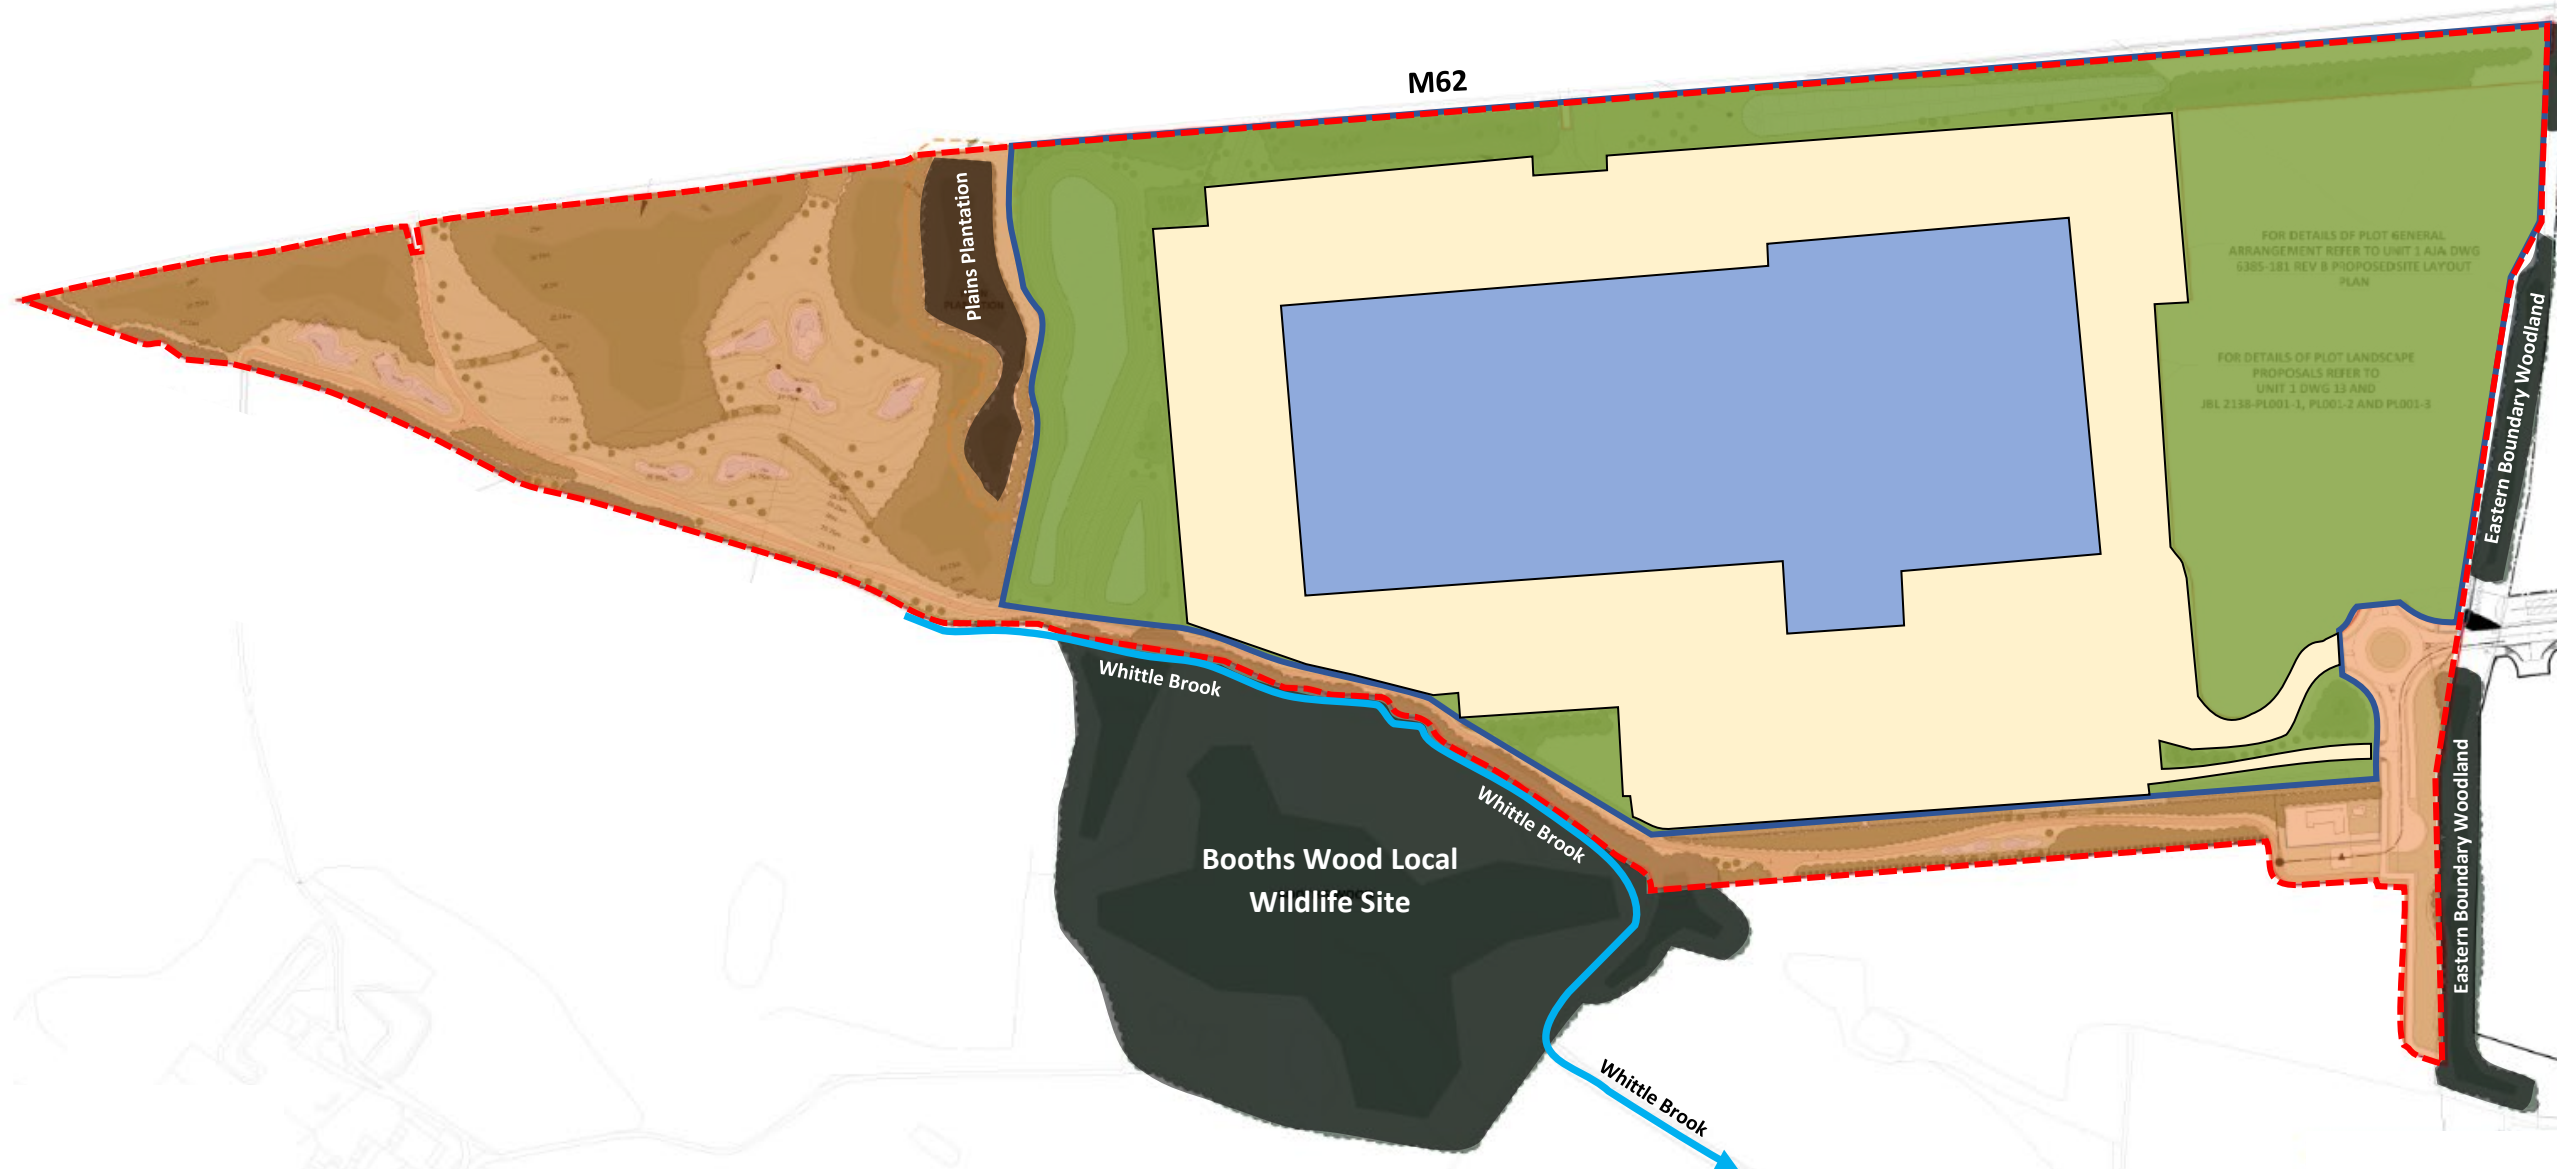 M62
Plains Plantation
FOR DETAILS OF PLOT GENERAL
ARRANGEMENT REFER TO UNIT 1 AJA DWG
6385-181 REV B PROPOSED SITE LAYOUT
PLAN
FOR DETAILS OF PLOT LANDSCAPE
PROPOSALS REFER TO
UNIT 1 DWG 13 AND
JBL 2138-PL001-1, PL001-2 AND PL001-3
Eastern Boundary Woodland
Whittle Brook
Whittle Brook
Booths Wood Local
Wildlife Site
Eastern Boundary Woodland
Whittle Brook